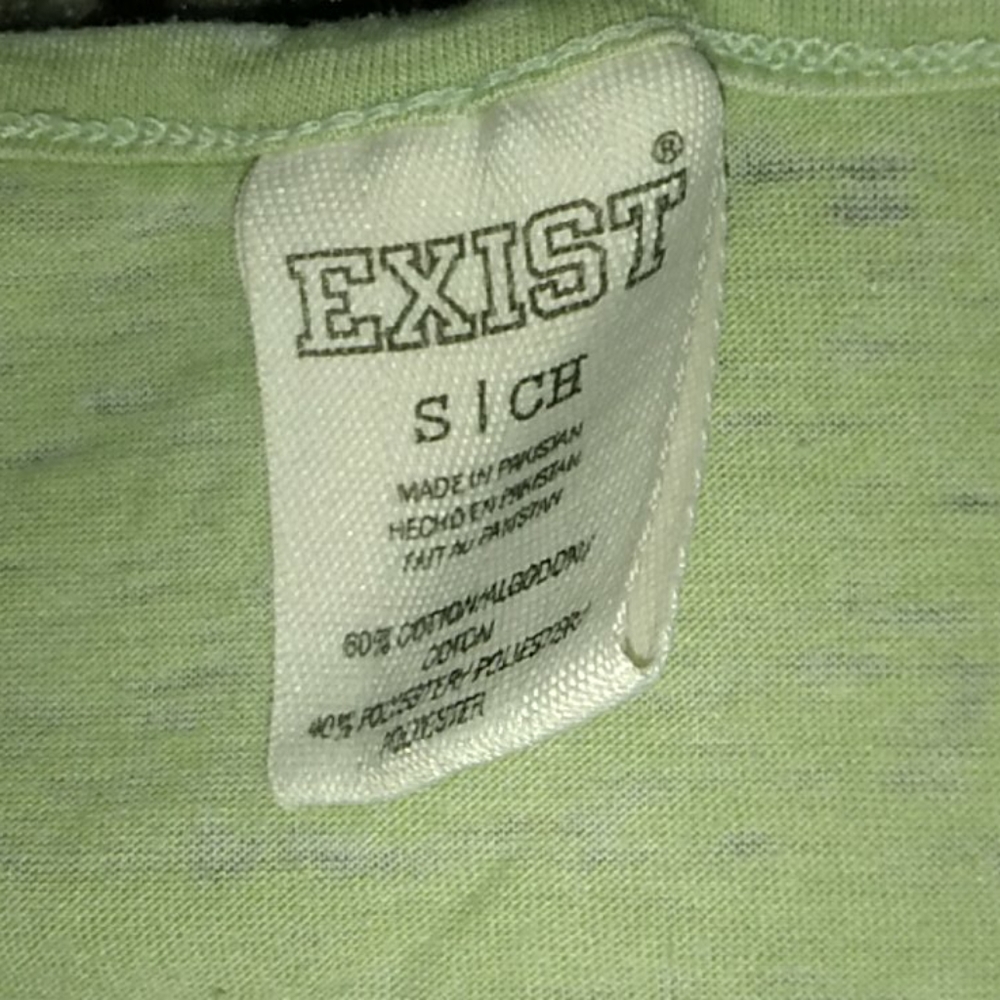 EXIST®
S | CH
MADE IN PAKISTAN
HECHO EN PAKISTAN
FAIT AU PAKISTAN
60% COTTON/ALGODON/
COTON
40% POLYESTER/POLIESTER/
POLYESTER